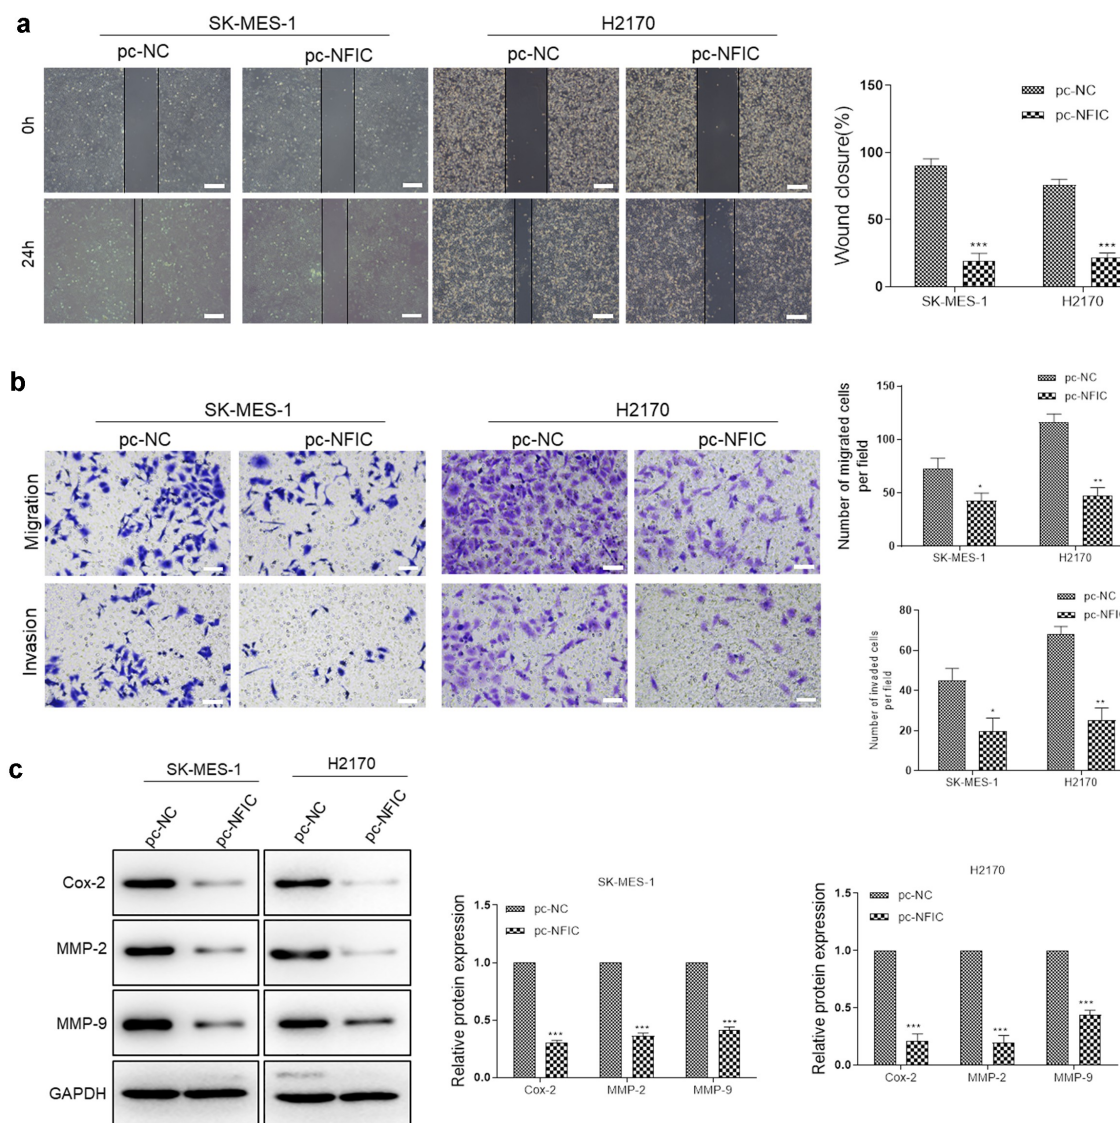 a
SK-MES-1
H2170
pc-NC
pc-NFIC
pc-NC
pc-NFIC
0h
24h
Wound closure(%)
150
100
50
0
pc-NC
pc-NFIC
***
***
SK-MES-1
H2170
b
SK-MES-1
H2170
pc-NC
pc-NFIC
pc-NC
pc-NFIC
Migration
Invasion
Number of migrated cells
per field
150
100
50
0
pc-NC
pc-NFIC
*
**
SK-MES-1
H2170
Number of invaded cells
per field
80
60
40
20
0
pc-NC
pc-NFIC
*
**
SK-MES-1
H2170
c
SK-MES-1
H2170
pc-NC
pc-NFIC
pc-NC
pc-NFIC
Cox-2
MMP-2
MMP-9
GAPDH
SK-MES-1
Relative protein expression
1.5
1.0
0.5
0.0
pc-NC
pc-NFIC
***
***
***
Cox-2
MMP-2
MMP-9
H2170
Relative protein expression
1.5
1.0
0.5
0.0
pc-NC
pc-NFIC
***
***
***
Cox-2
MMP-2
MMP-9